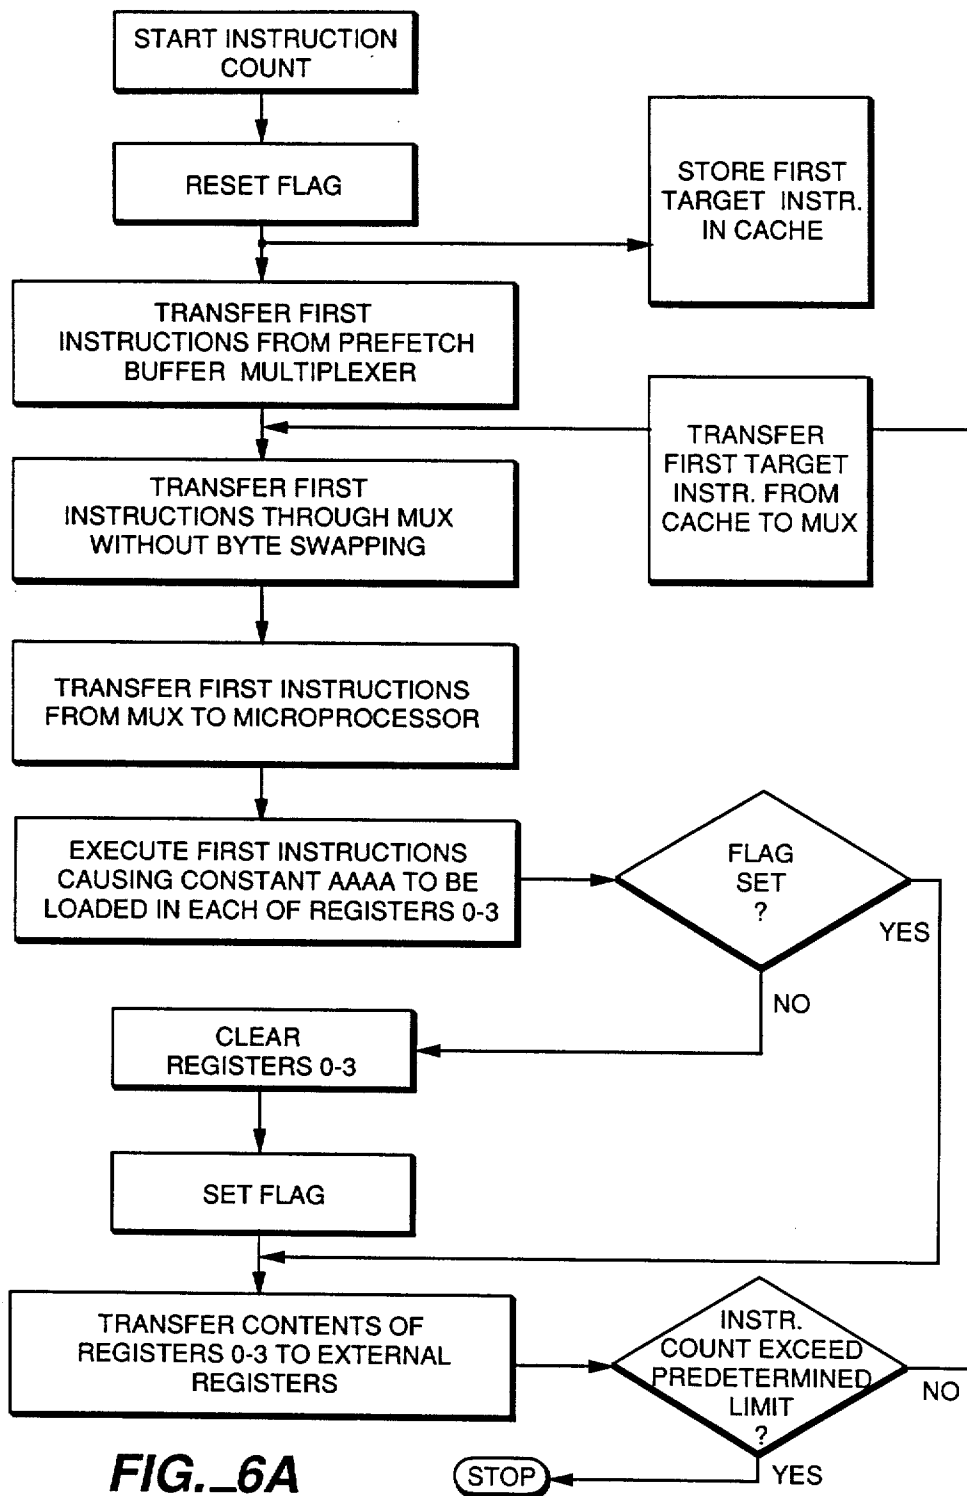 START INSTRUCTION
COUNT
RESET FLAG
STORE FIRST
TARGET INSTR.
IN CACHE
TRANSFER FIRST
INSTRUCTIONS FROM PREFETCH
BUFFER MULTIPLEXER
TRANSFER
FIRST TARGET
INSTR. FROM
CACHE TO MUX
TRANSFER FIRST
INSTRUCTIONS THROUGH MUX
WITHOUT BYTE SWAPPING
TRANSFER FIRST INSTRUCTIONS
FROM MUX TO MICROPROCESSOR
EXECUTE FIRST INSTRUCTIONS
CAUSING CONSTANT AAAA TO BE
LOADED IN EACH OF REGISTERS 0-3
FLAG
SET
?
YES
NO
CLEAR
REGISTERS 0-3
SET FLAG
TRANSFER CONTENTS OF
REGISTERS 0-3 TO EXTERNAL
REGISTERS
INSTR.
COUNT EXCEED
PREDETERMINED
LIMIT
?
NO
YES
STOP
FIG._6A